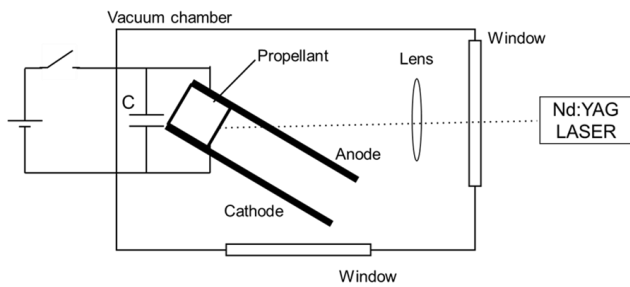 Vacuum chamber
Window
Propellant
Lens
C
Nd:YAG
LASER
Anode
Cathode
Window